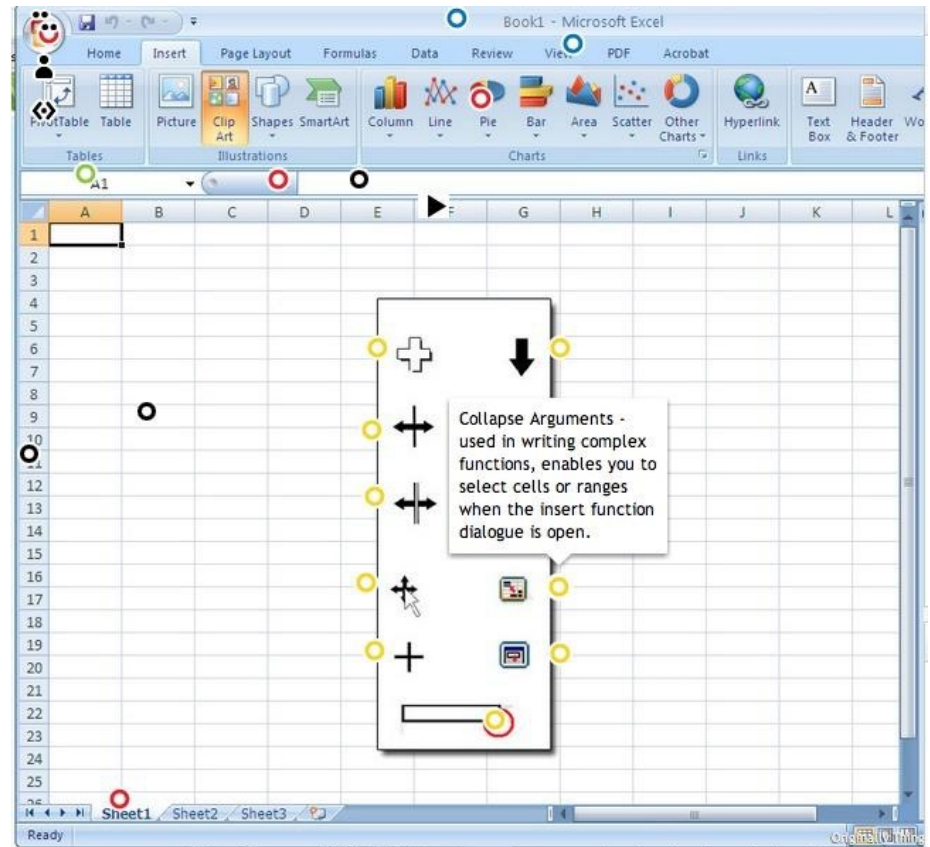 Book1 - Microsoft Excel
Home Insert Page Layout Formulas Data Review PDF Acrobat
Table Picture Clip Art Shapes SmartArt Column Line Pie Bar Area Scatter Other Charts Hyperlink Text Box Header & Footer
Tables Illustrations Charts Links
A1
A B C D E F G H I J K L
1
2
3
4
5
6
7
8
9
10
12
13
14
15
16
17
18
19
20
21
22
23
24
25
Collapse Arguments -
used in writing complex
functions, enables you to
select cells or ranges
when the insert function
dialogue is open.
Sheet1 Sheet2 Sheet3
Ready